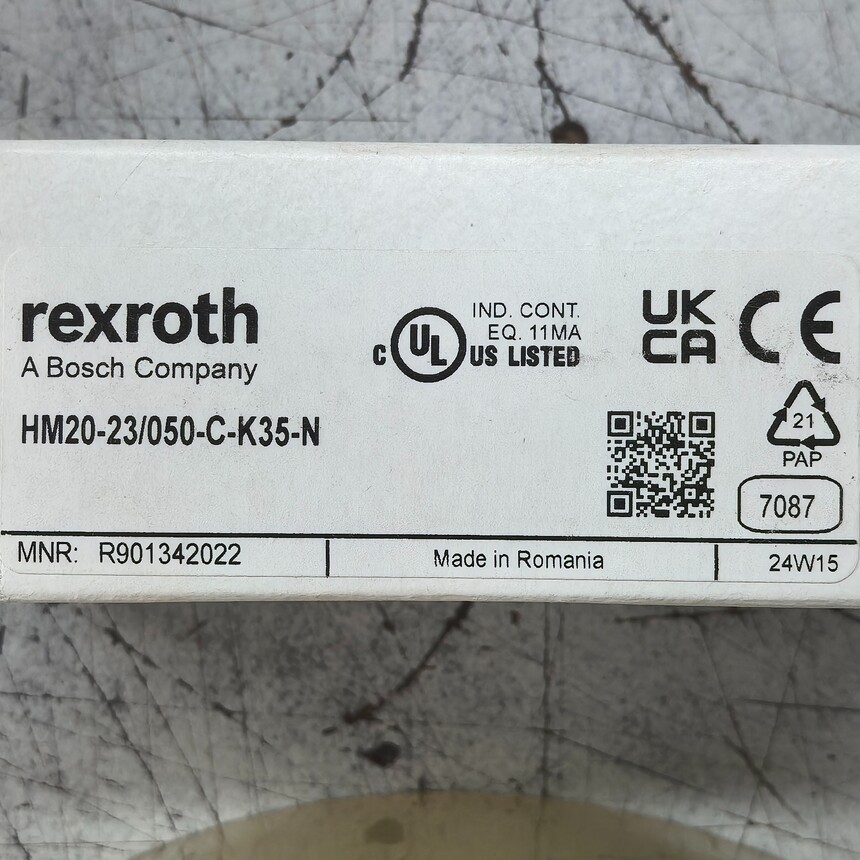 rexroth
A Bosch Company
HM20-23/050-C-K35-N
C UL US LISTED
IND. CONT.
EQ. 11MA
UK
CA
CE
21
PAP
7087
MNR: R901342022
Made in Romania
24W15